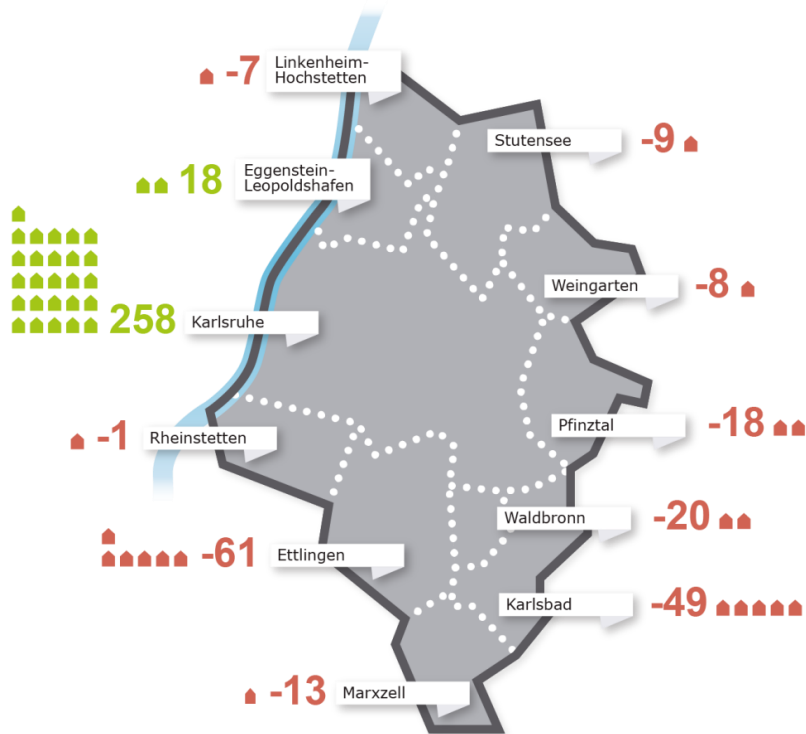 -7 Linkenheim-
Hochstetten
Stutensee -9
18 Eggenstein-
Leopoldshafen
Weingarten -8
258 Karlsruhe
Pfinztal -18
-1 Rheinstetten
Waldbronn -20
-61 Ettlingen
Karlsbad -49
-13 Marxzell